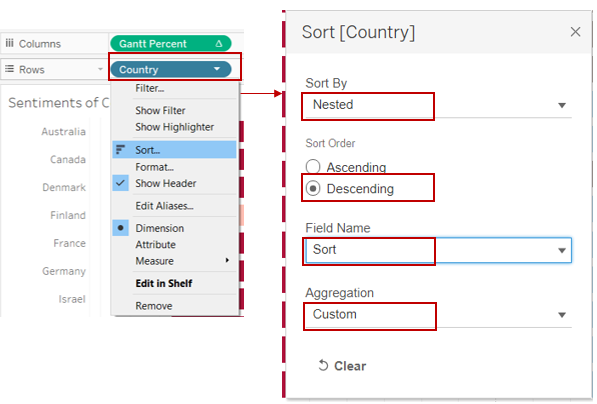 Columns
Gantt Percent
Rows
Country
Filter...
Show Filter
Show Highlighter
Sort...
Format...
Show Header
Edit Aliases...
Dimension
Attribute
Measure
Edit in Shelf
Remove
Sentiments of C
Australia
Canada
Denmark
Finland
France
Germany
Israel
Sort [Country]
Sort By
Nested
Sort Order
Ascending
Descending
Field Name
Sort
Aggregation
Custom
Clear